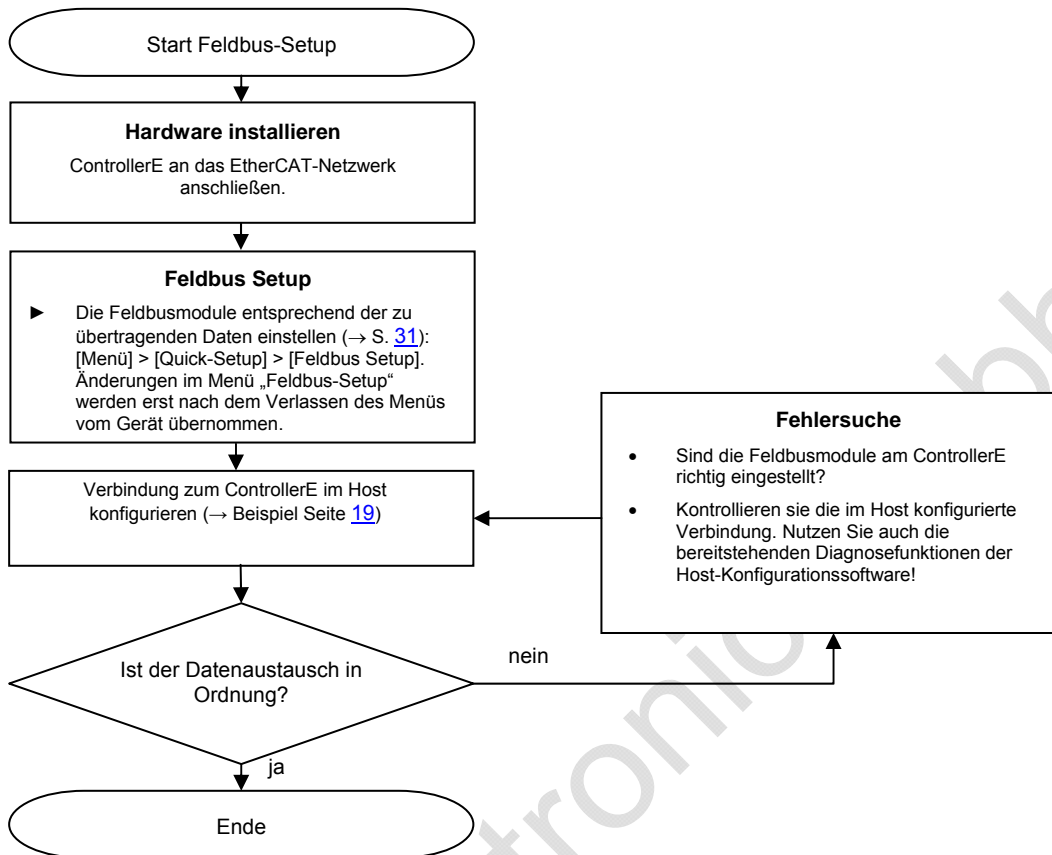 Start Feldbus-Setup
Hardware installieren
ControllerE an das EtherCAT-Netzwerk
anschließen.
Feldbus Setup
► Die Feldbusmodule entsprechend der zu
übertragenden Daten einstellen (→ S. 31):
[Menü] > [Quick-Setup] > [Feldbus Setup].
Änderungen im Menü „Feldbus-Setup“
werden erst nach dem Verlassen des Menüs
vom Gerät übernommen.
Verbindung zum ControllerE im Host
konfigurieren (→ Beispiel Seite 19)
Fehlersuche
• Sind die Feldbusmodule am ControllerE
richtig eingestellt?
• Kontrollieren sie die im Host konfigurierte
Verbindung. Nutzen Sie auch die
bereitstehenden Diagnosefunktionen der
Host-Konfigurationssoftware!
Ist der Datenaustausch in
Ordnung?
nein
ja
Ende